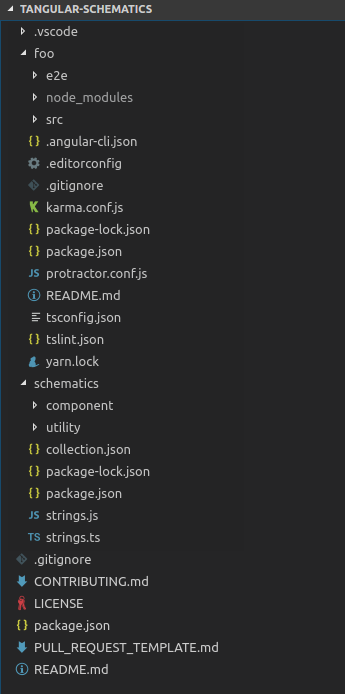 TANGULAR-SCHEMATICS
.vscode
foo
e2e
node_modules
src
{ } .angular-cli.json
.editorconfig
.gitignore
karma.conf.js
{ } package-lock.json
{ } package.json
JS protractor.conf.js
README.md
tsconfig.json
{ } tslint.json
yarn.lock
schematics
component
utility
{ } collection.json
{ } package-lock.json
{ } package.json
JS strings.js
TS strings.ts
.gitignore
CONTRIBUTING.md
LICENSE
{ } package.json
PULL_REQUEST_TEMPLATE.md
README.md